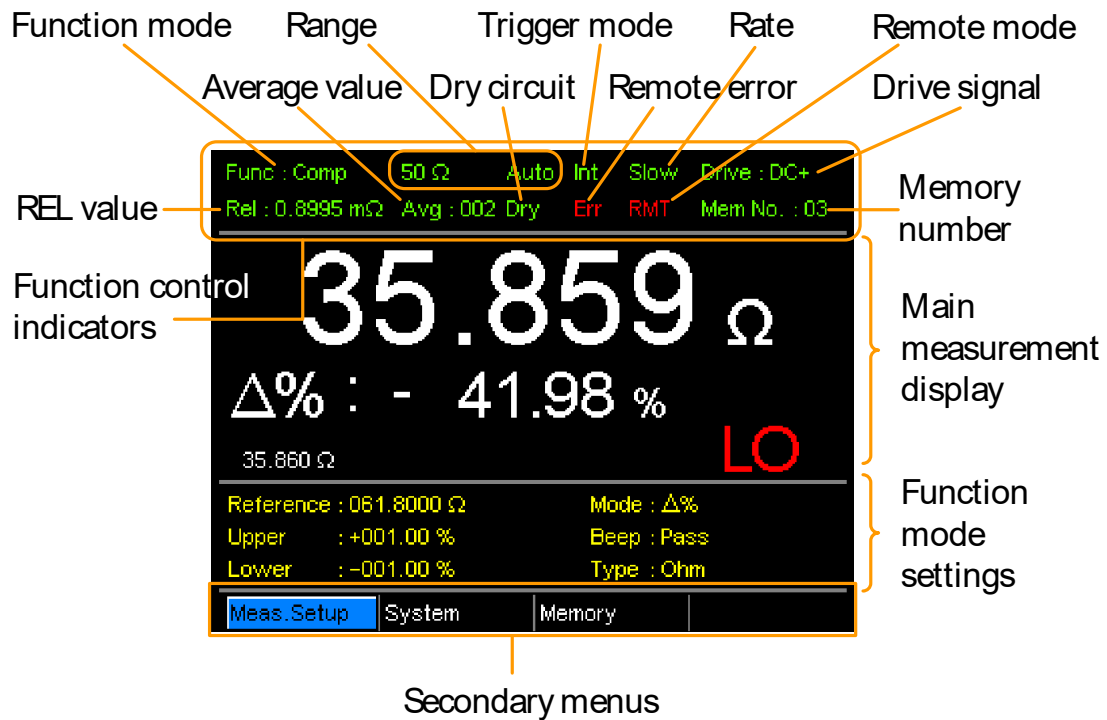 Function mode Range Trigger mode Rate Remote mode
Average value Dry circuit Remote error Drive signal
Func : Comp 50 Ω Auto Int Slow Drive : DC+
REL value Rel : 0.8995 mΩ Avg : 002 Dry Err RMT Mem No. : 03 Memory
number
35.859 Ω
Function control
indicators
Main
measurement
display
Δ% : - 41.98 %
LO
35.860 Ω
Reference : 061.8000 Ω Mode : Δ%
Upper : +001.00 % Beep : Pass
Lower : -001.00 % Type : Ohm
Function
mode
settings
Meas.Setup System Memory
Secondary menus